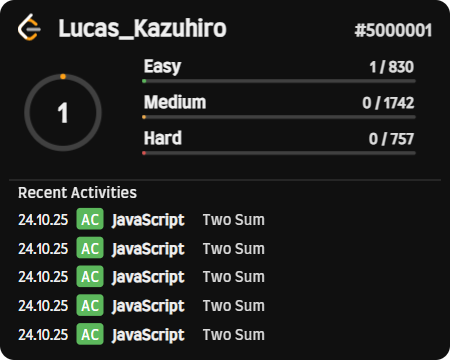 Lucas_Kazuhiro #5000001
Easy 1 / 830
1
Medium 0 / 1742
Hard 0 / 757
Recent Activities
24.10.25 AC JavaScript Two Sum
24.10.25 AC JavaScript Two Sum
24.10.25 AC JavaScript Two Sum
24.10.25 AC JavaScript Two Sum
24.10.25 AC JavaScript Two Sum